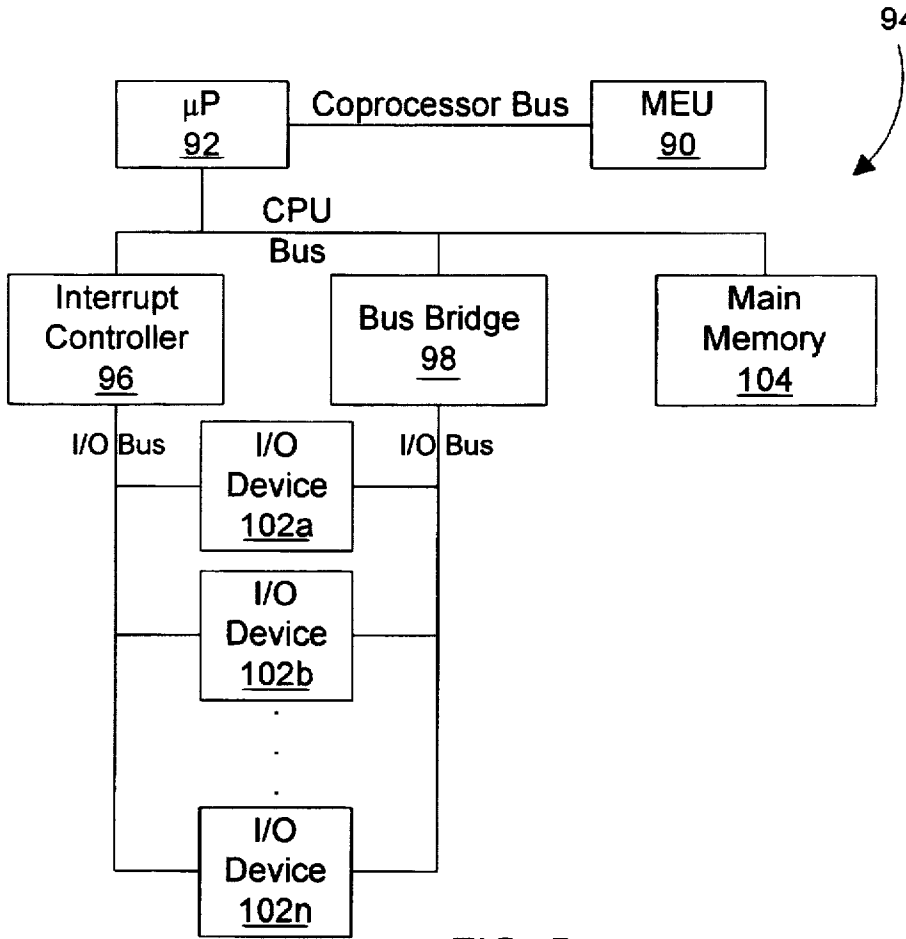 94
μP
92
Coprocessor Bus
MEU
90
CPU
Bus
Interrupt
Controller
96
Bus Bridge
98
Main
Memory
104
I/O Bus
I/O Bus
I/O
Device
102a
I/O
Device
102b
I/O
Device
102n